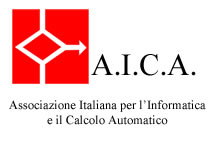 A.I.C.A.
Associazione Italiana per l'Informatica
e il Calcolo Automatico